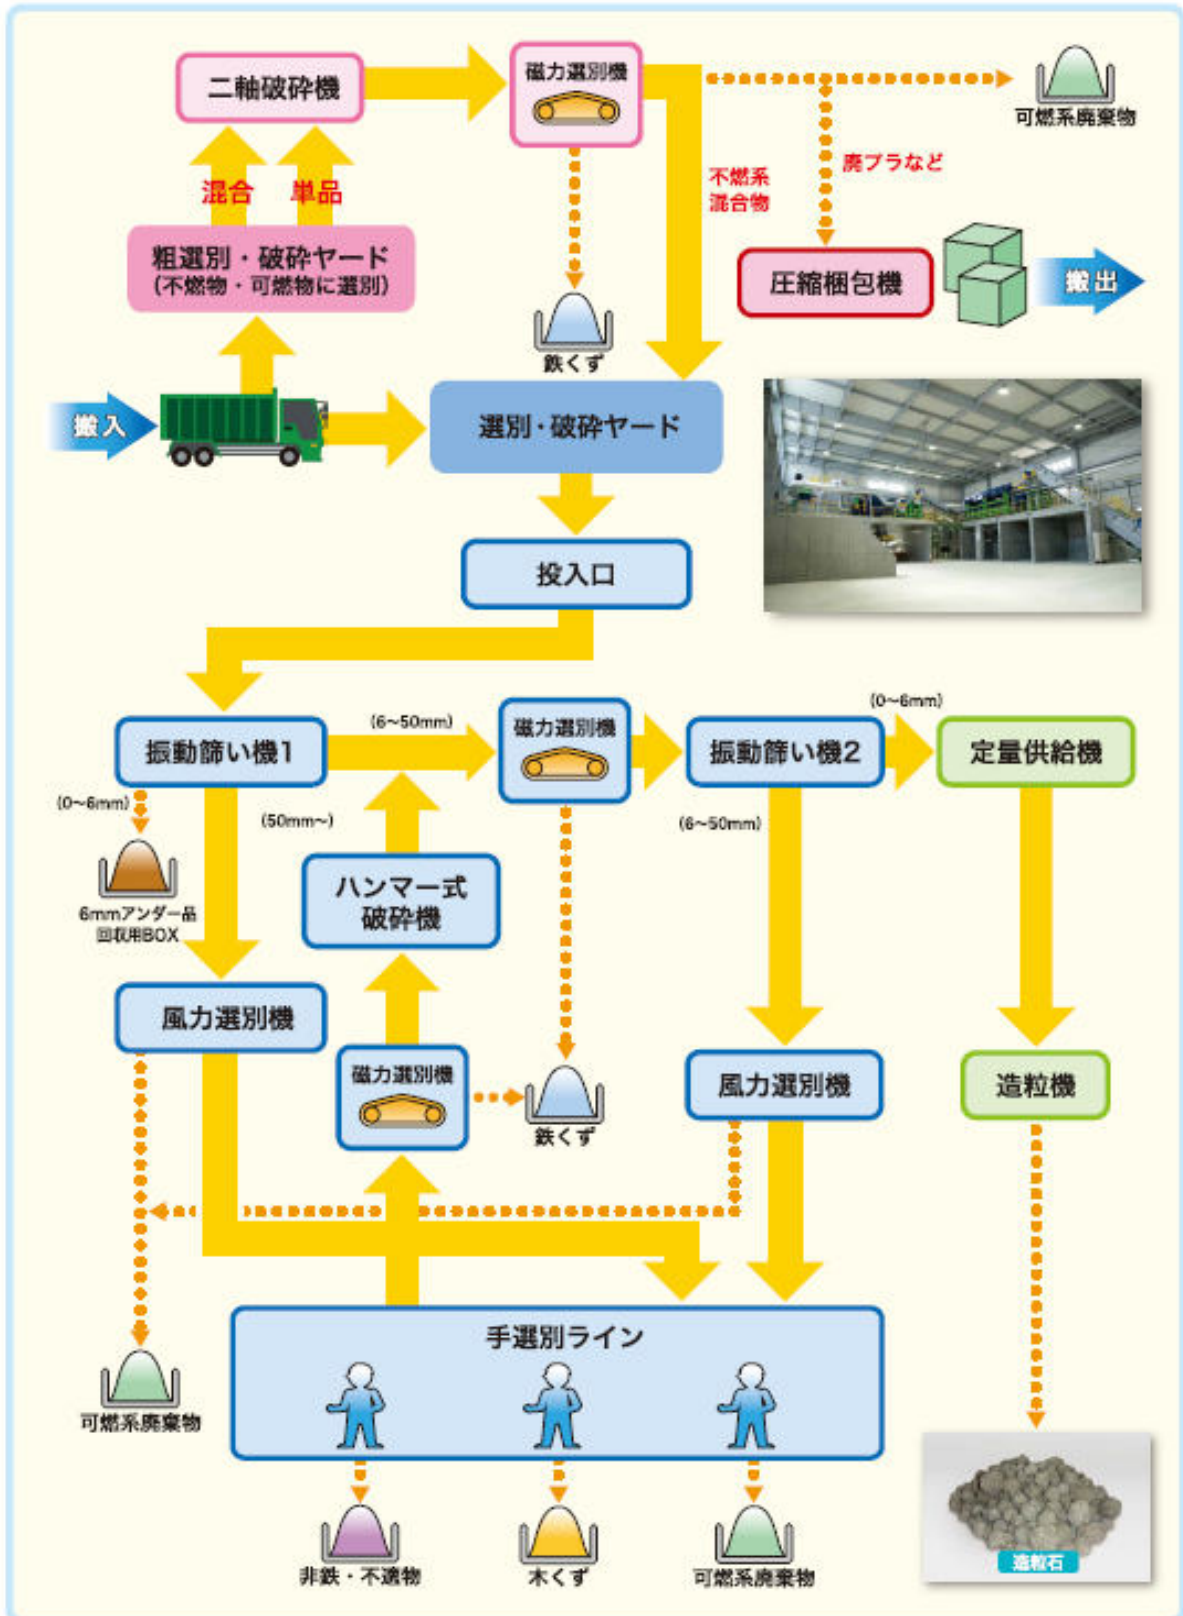 二軸破砕機
磁力選別機
可燃系廃棄物
混合
単品
不燃系
混合物
廃プラなど
粗選別・破砕ヤード
(不燃物・可燃物に選別)
圧縮梱包機
搬出
鉄くず
搬入
選別・破砕ヤード
投入口
振動篩い機1
(6~50mm)
磁力選別機
振動篩い機2
(0~6mm)
定量供給機
(0~6mm)
(50mm~)
(6~50mm)
6mmアンダー品
回収用BOX
ハンマー式
破砕機
風力選別機
磁力選別機
鉄くず
風力選別機
造粒機
手選別ライン
可燃系廃棄物
非鉄・不適物
木くず
可燃系廃棄物
造粒石